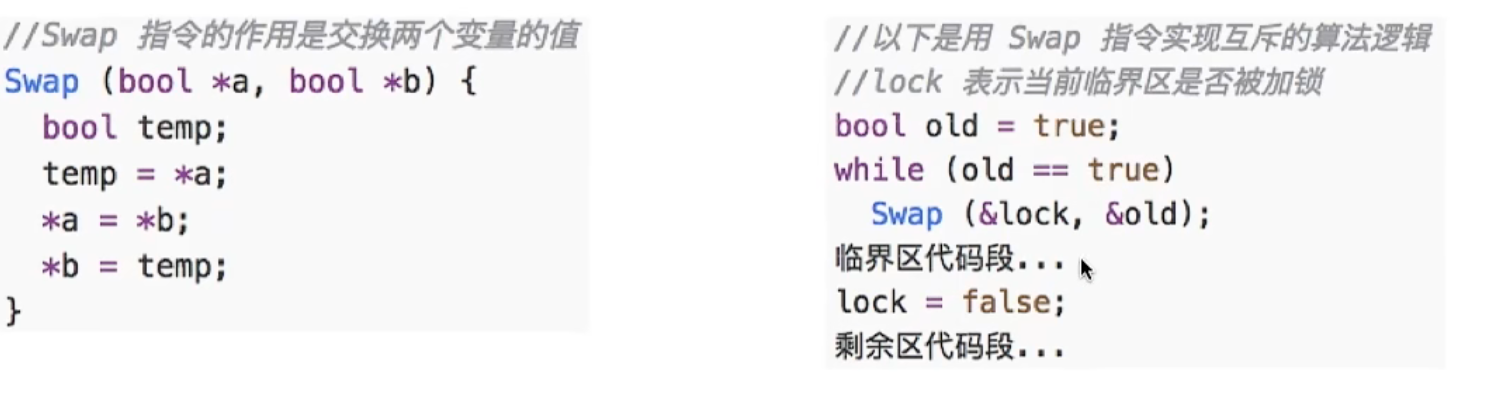 //Swap 指令的作用是交换两个变量的值
Swap (bool *a, bool *b) {
  bool temp;
  temp = *a;
  *a = *b;
  *b = temp;
}
//以下是用 Swap 指令实现互斥的算法逻辑
//lock 表示当前临界区是否被加锁
bool old = true;
while (old == true)
  Swap (&lock, &old);
临界区代码段...
lock = false;
剩余区代码段...